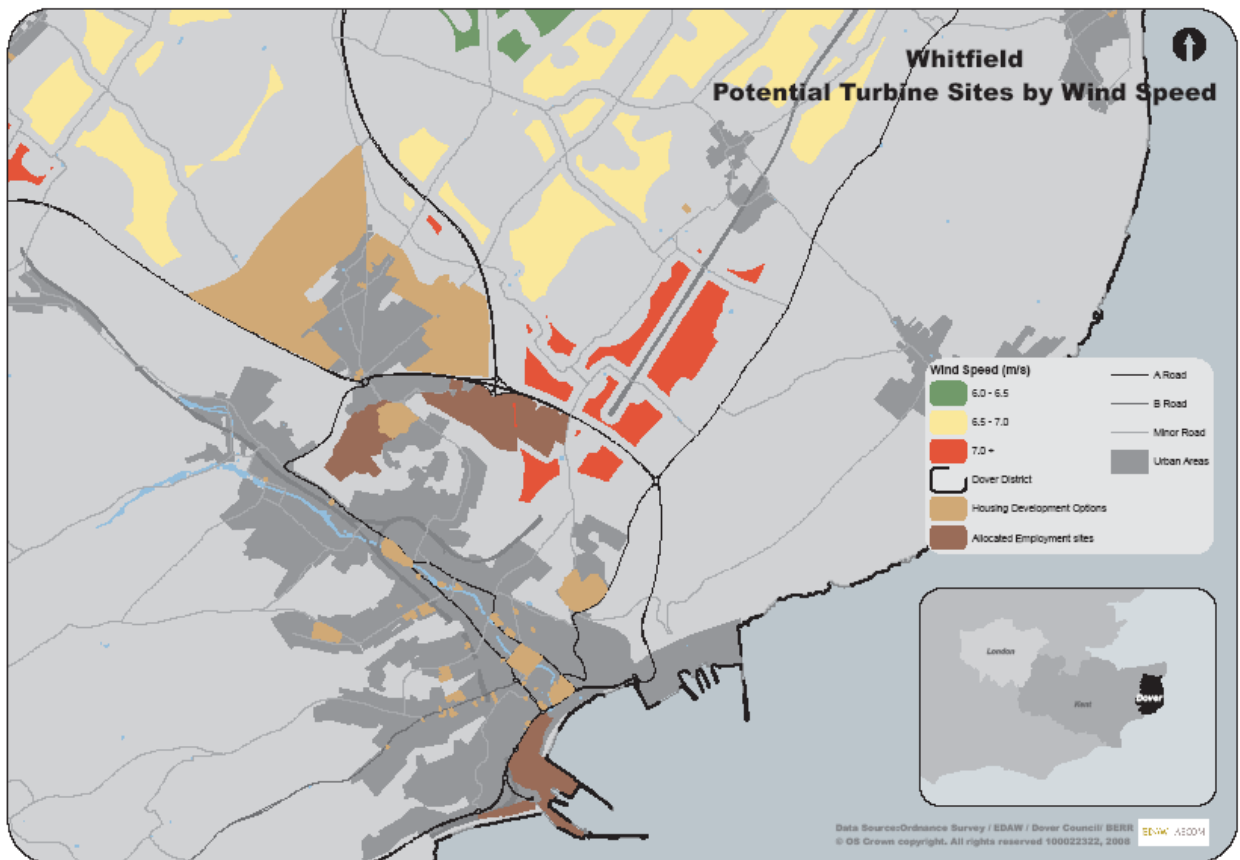 Whitfield
Potential Turbine Sites by Wind Speed
Wind Speed (m/s)
6.0 - 6.5
6.5 - 7.0
7.0 +
Dover District
Housing Development Options
Allocated Employment sites
A Road
B Road
Minor Road
Urban Areas
London
Kent
Dover
Data Source:Ordnance Survey / EDAW / Dover Council/ BERR
© OS Crown copyright. All rights reserved 100022322, 2008
EDAW AECOM